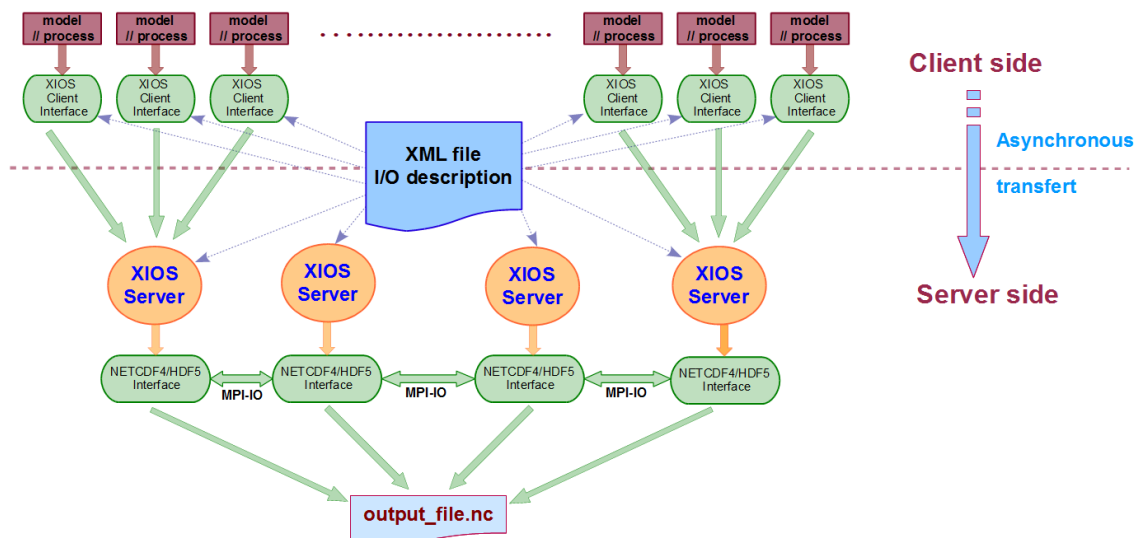 model
// process
model
// process
model
// process
model
// process
model
// process
model
// process
XIOS
Client
Interface
XIOS
Client
Interface
XIOS
Client
Interface
XIOS
Client
Interface
XIOS
Client
Interface
XIOS
Client
Interface
Client side
XML file
I/O description
Asynchronous
transfert
XIOS
Server
XIOS
Server
XIOS
Server
XIOS
Server
Server side
NETCDF4/HDF5
Interface
MPI-IO
NETCDF4/HDF5
Interface
MPI-IO
NETCDF4/HDF5
Interface
MPI-IO
NETCDF4/HDF5
Interface
output_file.nc